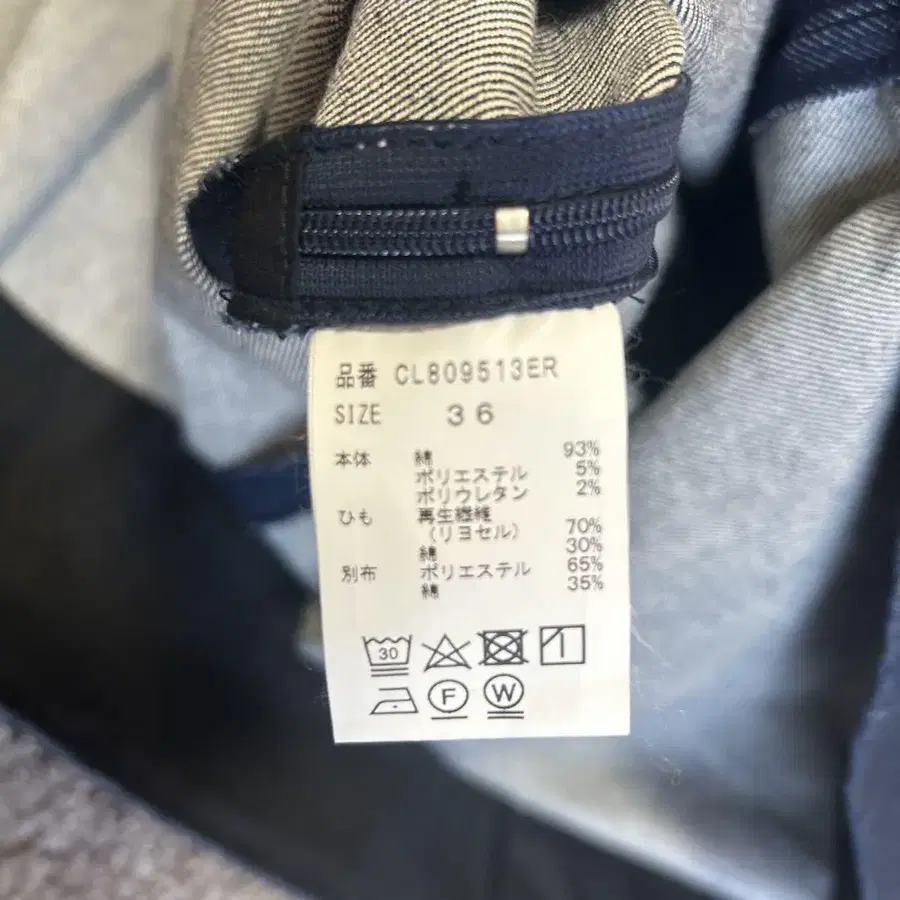 品番 CL809513ER
SIZE 36
本体 綿 93%
ポリエステル 5%
ポリウレタン 2%
ひも 再生繊維
(リヨセル) 70%
綿 30%
別布 ポリエステル 65%
綿 35%
30
F W